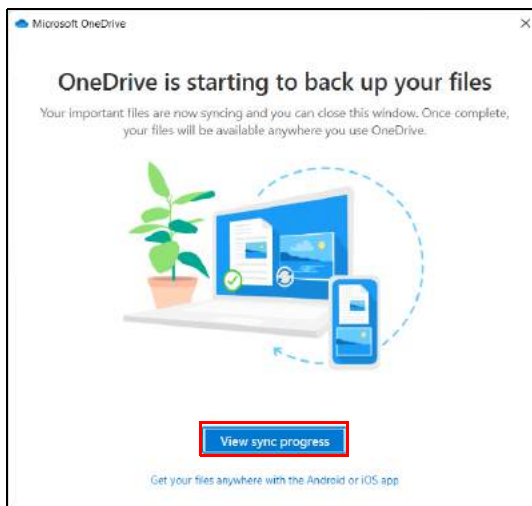 Microsoft OneDrive
OneDrive is starting to back up your files
Your important files are now syncing and you can close this window. Once complete,
your files will be available anywhere you use OneDrive.
View sync progress
Get your files anywhere with the Android or iOS app